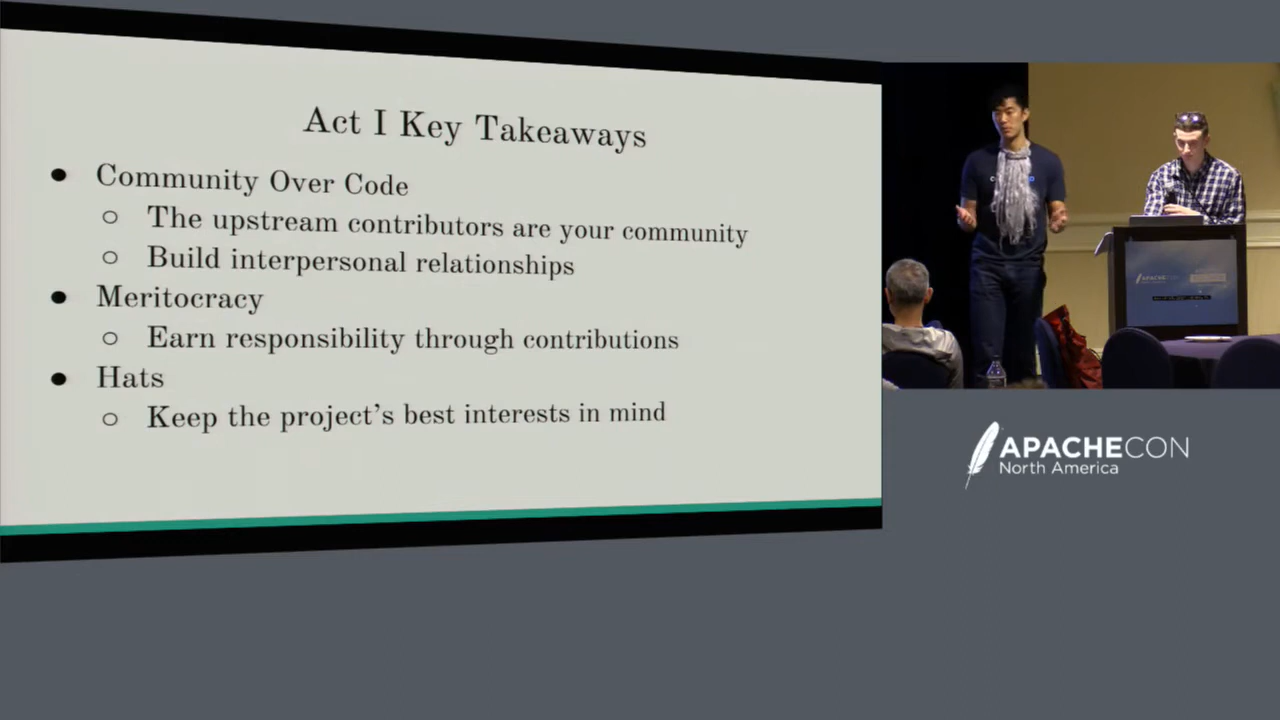 Act I Key Takeaways
● Community Over Code
○ The upstream contributors are your community
○ Build interpersonal relationships
● Meritocracy
○ Earn responsibility through contributions
● Hats
○ Keep the project's best interests in mind
APACHECON
APACHECON
North America